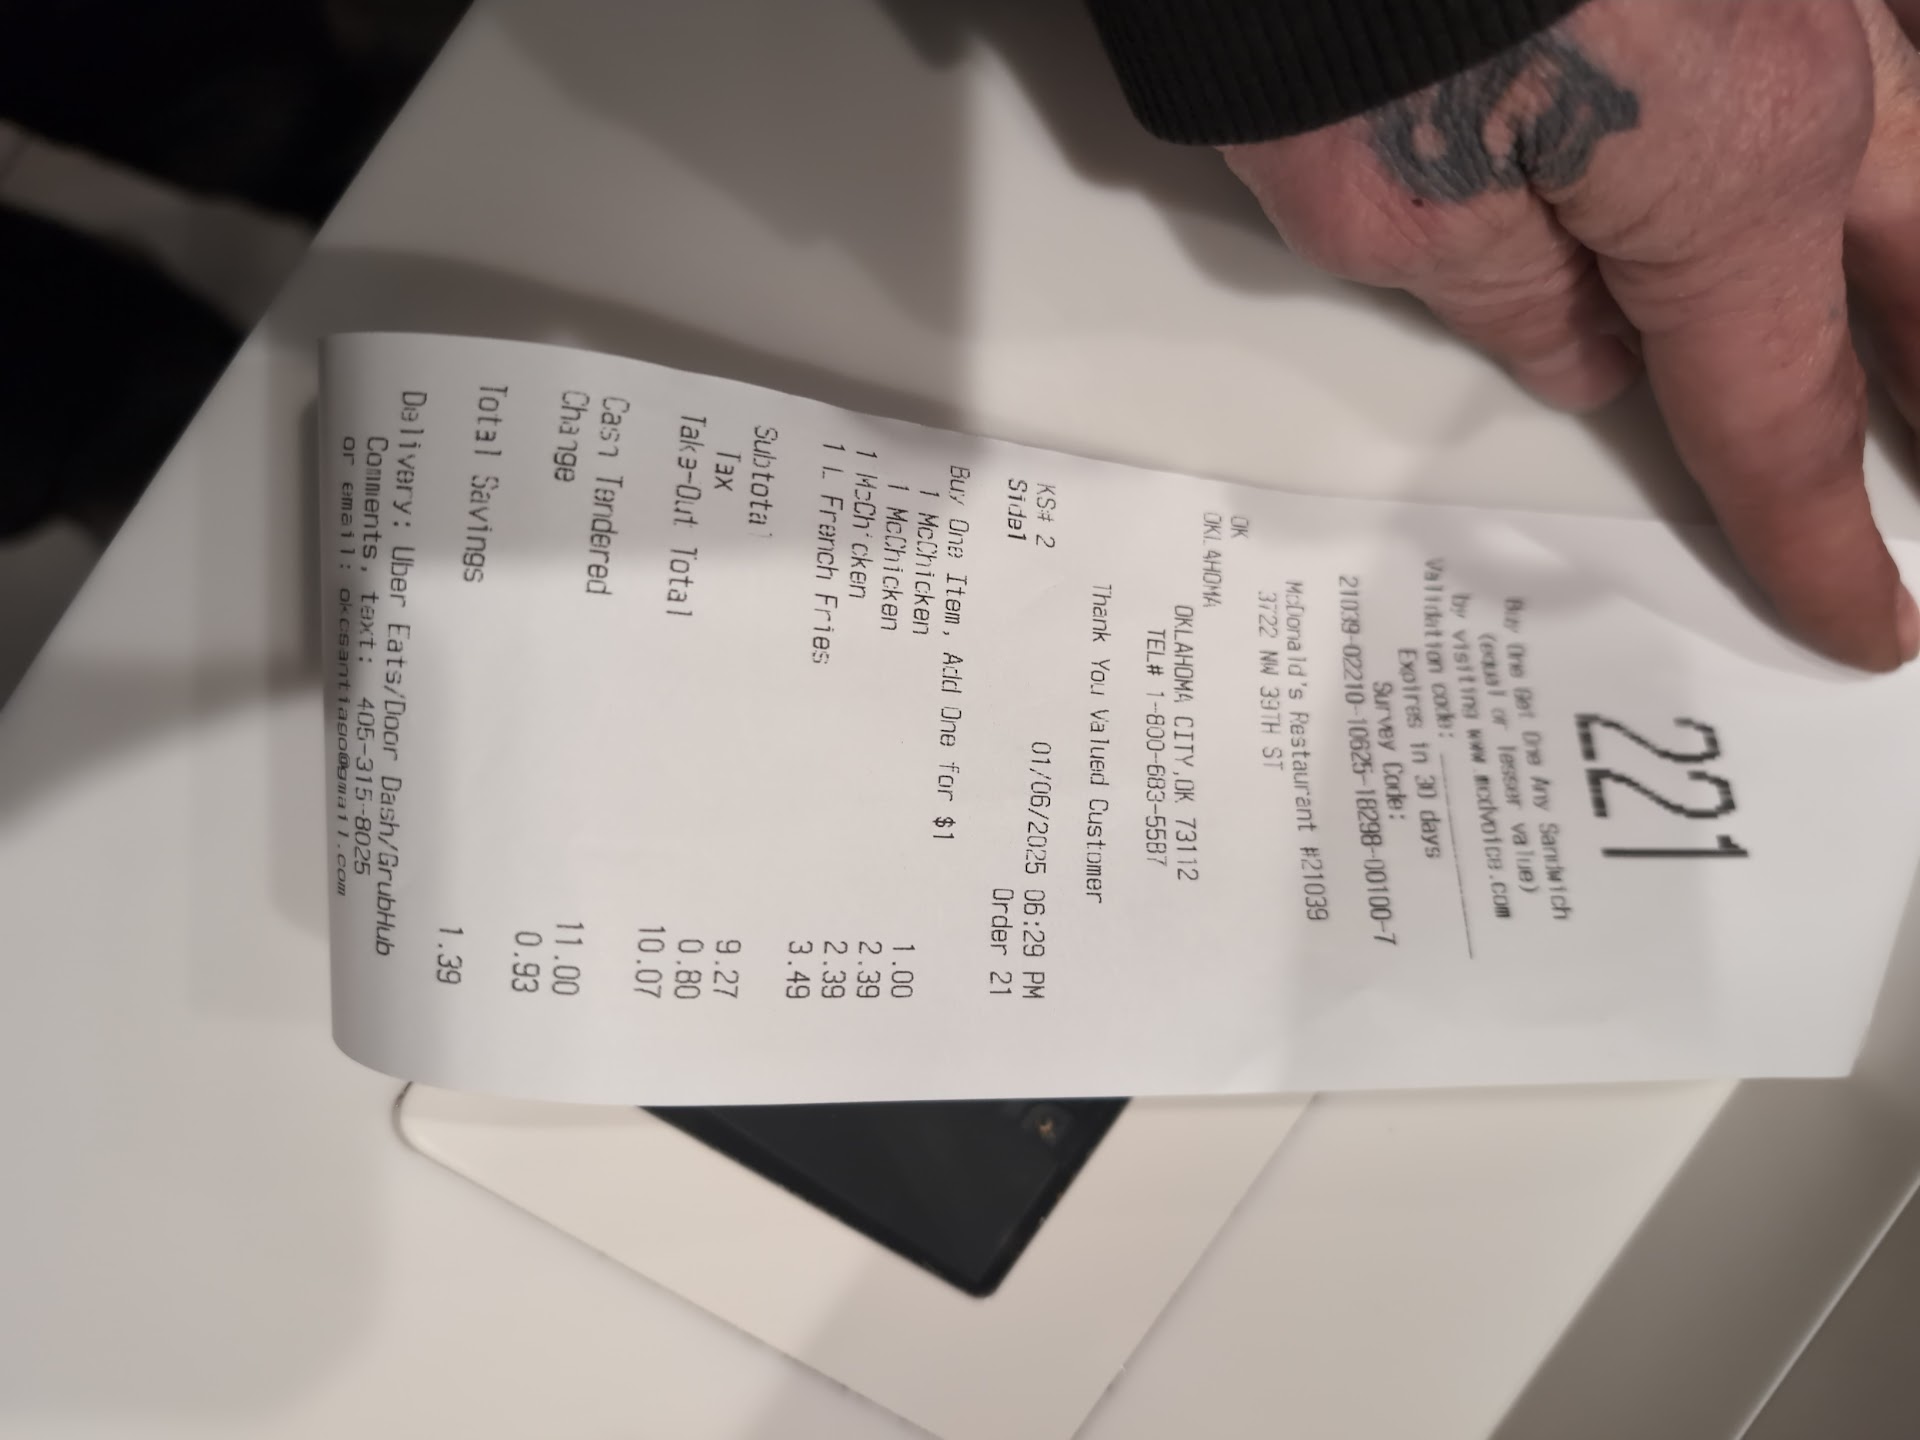 221
Buy One Get One Any Sandwich
(equal or lesser value)
by visiting www.mcdvoice.com
Validation code: ____________
Expires in 30 days
Survey Code:
21039-02210-10625-18298-00100-7
McDonald's Restaurant #21039
3722 NW 39TH ST
OK
OKLAHOMA
OKLAHOMA CITY,OK 73112
TEL# 1-800-683-5587
Thank You Valued Customer
KS# 2 01/06/2025 06:29 PM
Side1 Order 21
Buy One Item, Add One for $1
1 McChicken 1.00
1 McChicken 2.39
1 McChicken 2.39
1 L French Fries 3.49
Subtotal 9.27
Tax 0.80
Take-Out Total 10.07
Cash Tendered 11.00
Change 0.93
Total Savings 1.39
Delivery: Uber Eats/Door Dash/GrubHub
Comments, text: 405-315-8025
or email: okcsantiago@gmail.com